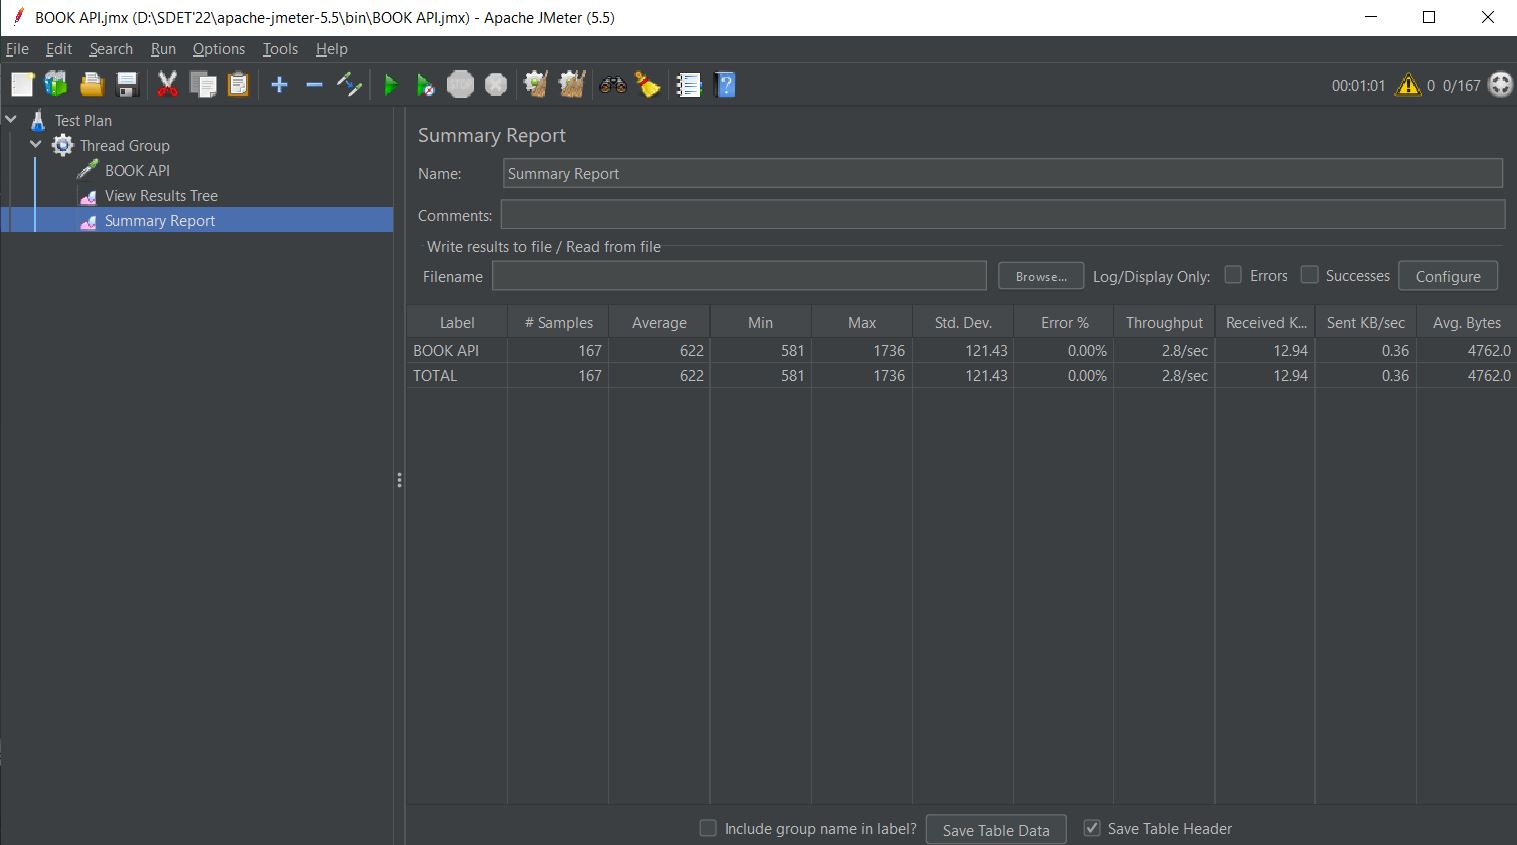 BOOK API.jmx (D:\SDET'22\apache-jmeter-5.5\bin\BOOK API.jmx) - Apache JMeter (5.5)
File Edit Search Run Options Tools Help
STOP 00:01:01 0 0/167
Test Plan
Thread Group
BOOK API
View Results Tree
Summary Report
Summary Report
Name: Summary Report
Comments:
Write results to file / Read from file
Filename Browse... Log/Display Only: Errors Successes Configure
Label # Samples Average Min Max Std. Dev. Error % Throughput Received K... Sent KB/sec Avg. Bytes
BOOK API 167 622 581 1736 121.43 0.00% 2.8/sec 12.94 0.36 4762.0
TOTAL 167 622 581 1736 121.43 0.00% 2.8/sec 12.94 0.36 4762.0
Include group name in label? Save Table Data Save Table Header